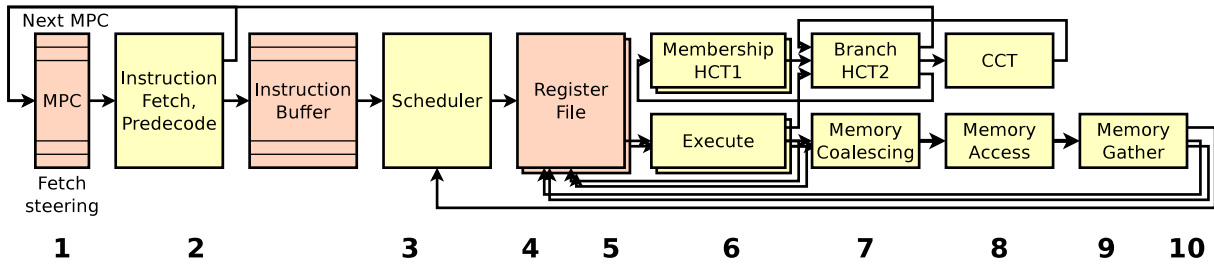 Next MPC
MPC
Fetch
steering
Instruction
Fetch,
Predecode
Instruction
Buffer
Scheduler
Register
File
Membership
HCT1
Execute
Branch
HCT2
Memory
Coalescing
CCT
Memory
Access
Memory
Gather
1 2 3 4 5 6 7 8 9 10